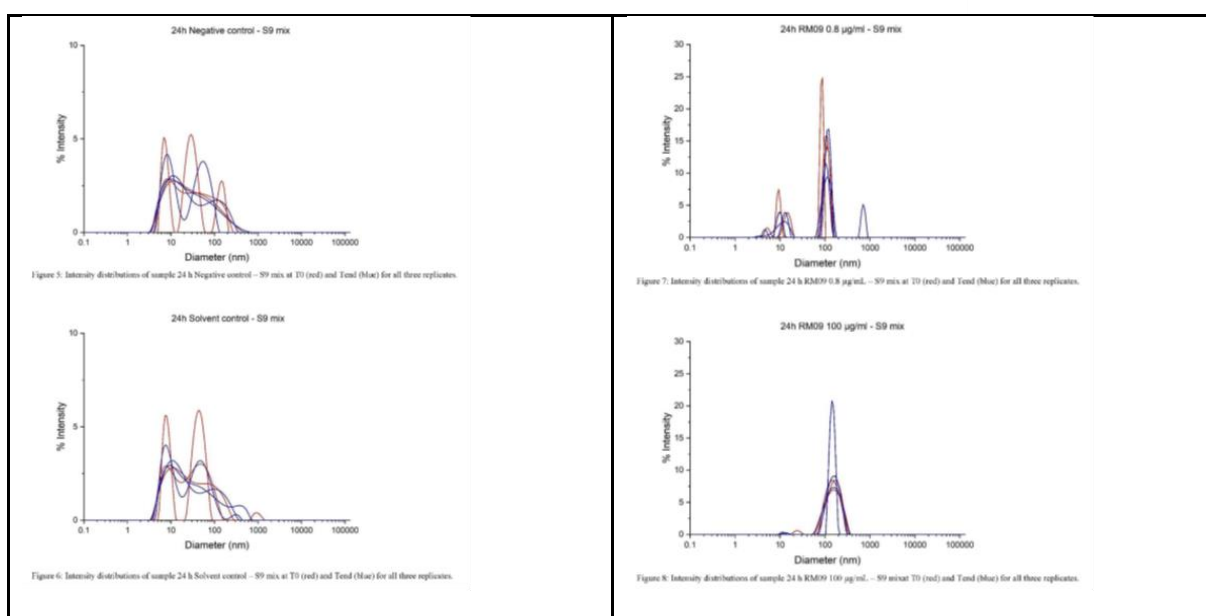 24h Negative control - S9 mix
10
5
0
% Intensity
0.1 1 10 100 1000 10000 100000
Diameter (nm)
Figure 5: Intensity distributions of sample 24 h Negative control – S9 mix at T0 (red) and Tend (blue) for all three replicates.
24h Solvent control - S9 mix
10
5
0
% Intensity
0.1 1 10 100 1000 10000 100000
Diameter (nm)
Figure 6: Intensity distributions of sample 24 h Solvent control – S9 mix at T0 (red) and Tend (blue) for all three replicates.
24h RM09 0.8 µg/ml - S9 mix
30
25
20
15
10
5
0
% Intensity
0.1 1 10 100 1000 10000 100000
Diameter (nm)
Figure 7: Intensity distributions of sample 24 h RM09 0.8 µg/mL – S9 mix at T0 (red) and Tend (blue) for all three replicates.
24h RM09 100 µg/ml - S9 mix
30
25
20
15
10
5
0
% Intensity
0.1 1 10 100 1000 10000 100000
Diameter (nm)
Figure 8: Intensity distributions of sample 24 h RM09 100 µg/mL – S9 mixat T0 (red) and Tend (blue) for all three replicates.